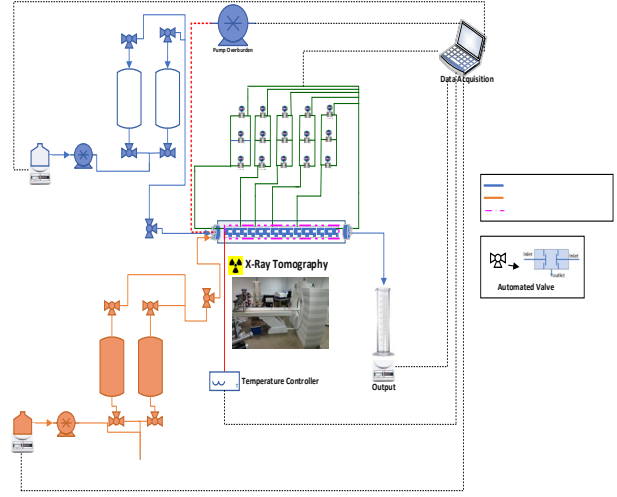 Pump Overburden
Data Acquisition
X-Ray Tomography
Temperature Controller
Output
Inlet
Inlet
outlet
Automated Valve